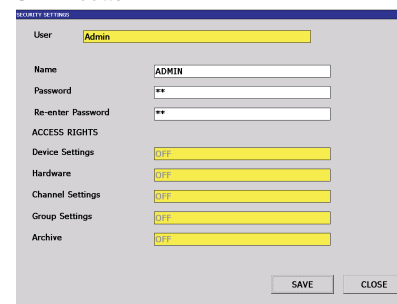 SECURITY SETTINGS
User Admin
Name ADMIN
Password **
Re-enter Password **
ACCESS RIGHTS
Device Settings OFF
Hardware OFF
Channel Settings OFF
Group Settings OFF
Archive OFF
SAVE CLOSE